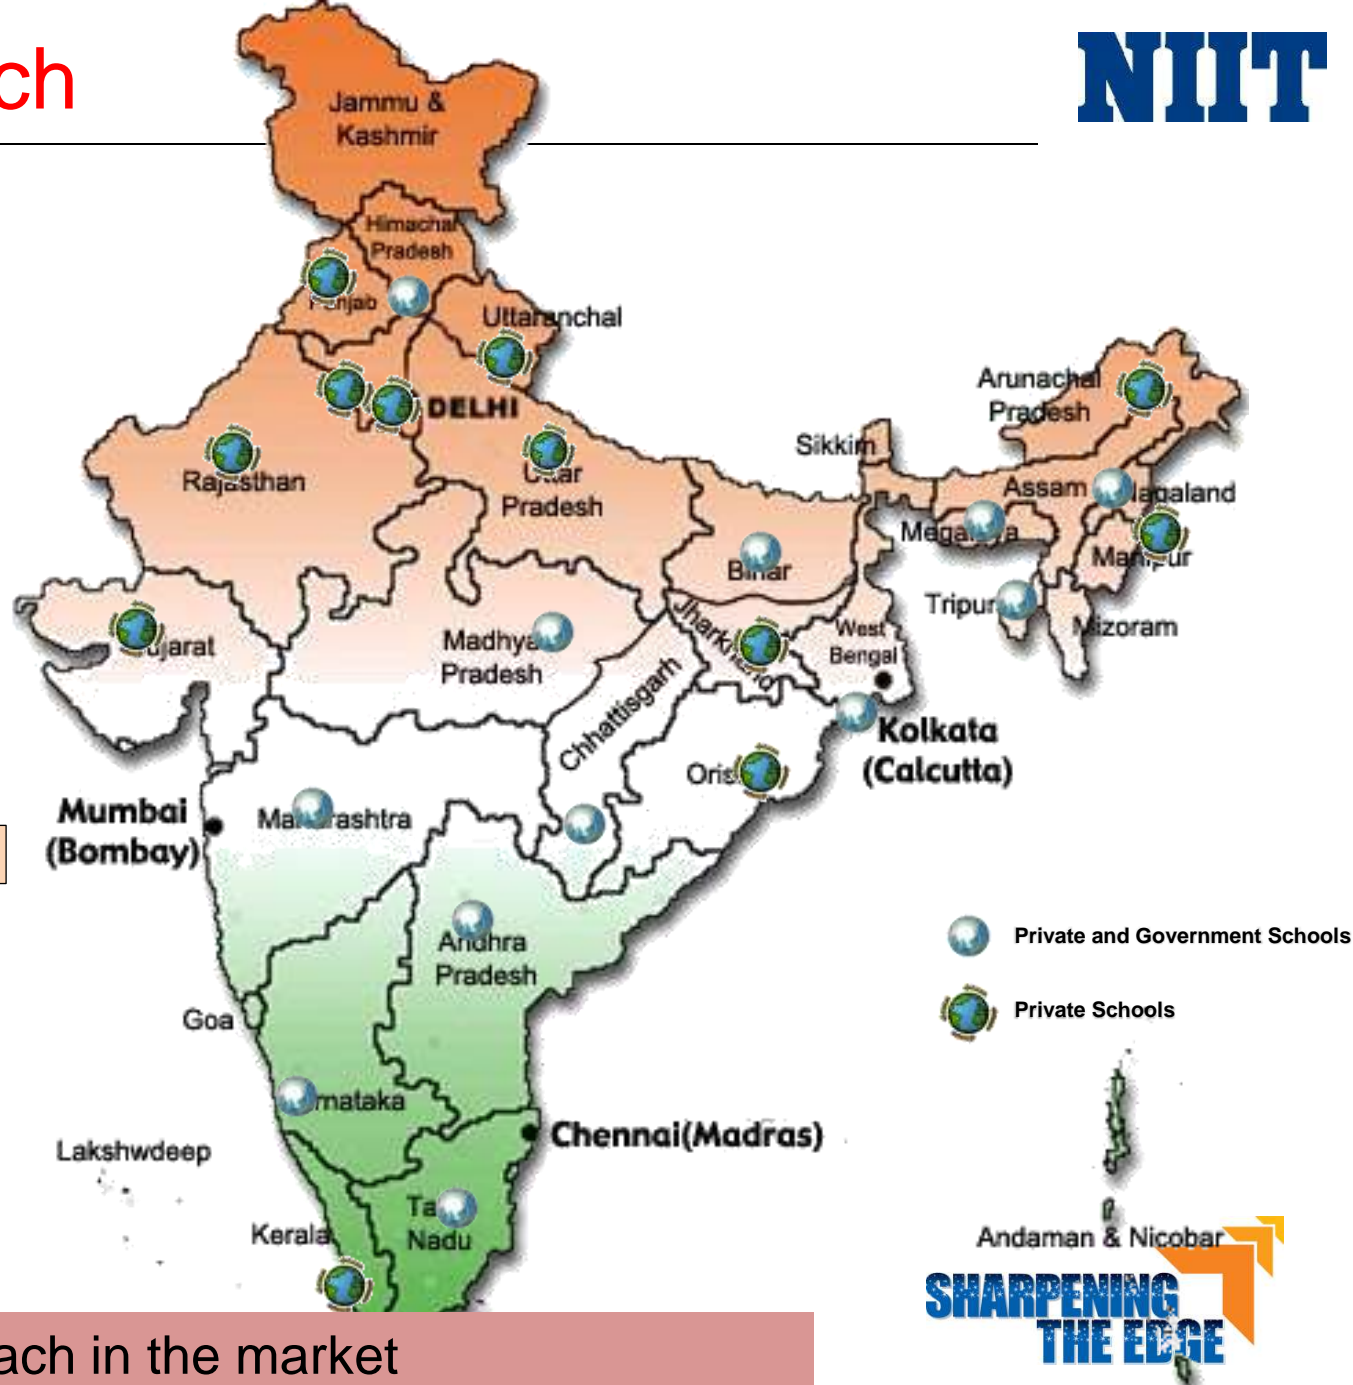 ch
NIIT
Jammu &
Kashmir
Himachal
Pradesh
Uttaranchal
DELHI
Arunachal
Pradesh
Sikkim
Rajasthan
Pradesh
Assam
Tripur
Mizoram
West
Bengal
Madhya
Pradesh
Chhattisgarh
Kolkata
(Calcutta)
Mumbai
(Bombay)
Andhra
Pradesh
Private and Government Schools
Private Schools
Goa
rnataka
Chennai(Madras)
Lakshwdeep
Kerala
Nadu
Andaman & Nicobar
SHARPENING
THE EDGE
ach in the market